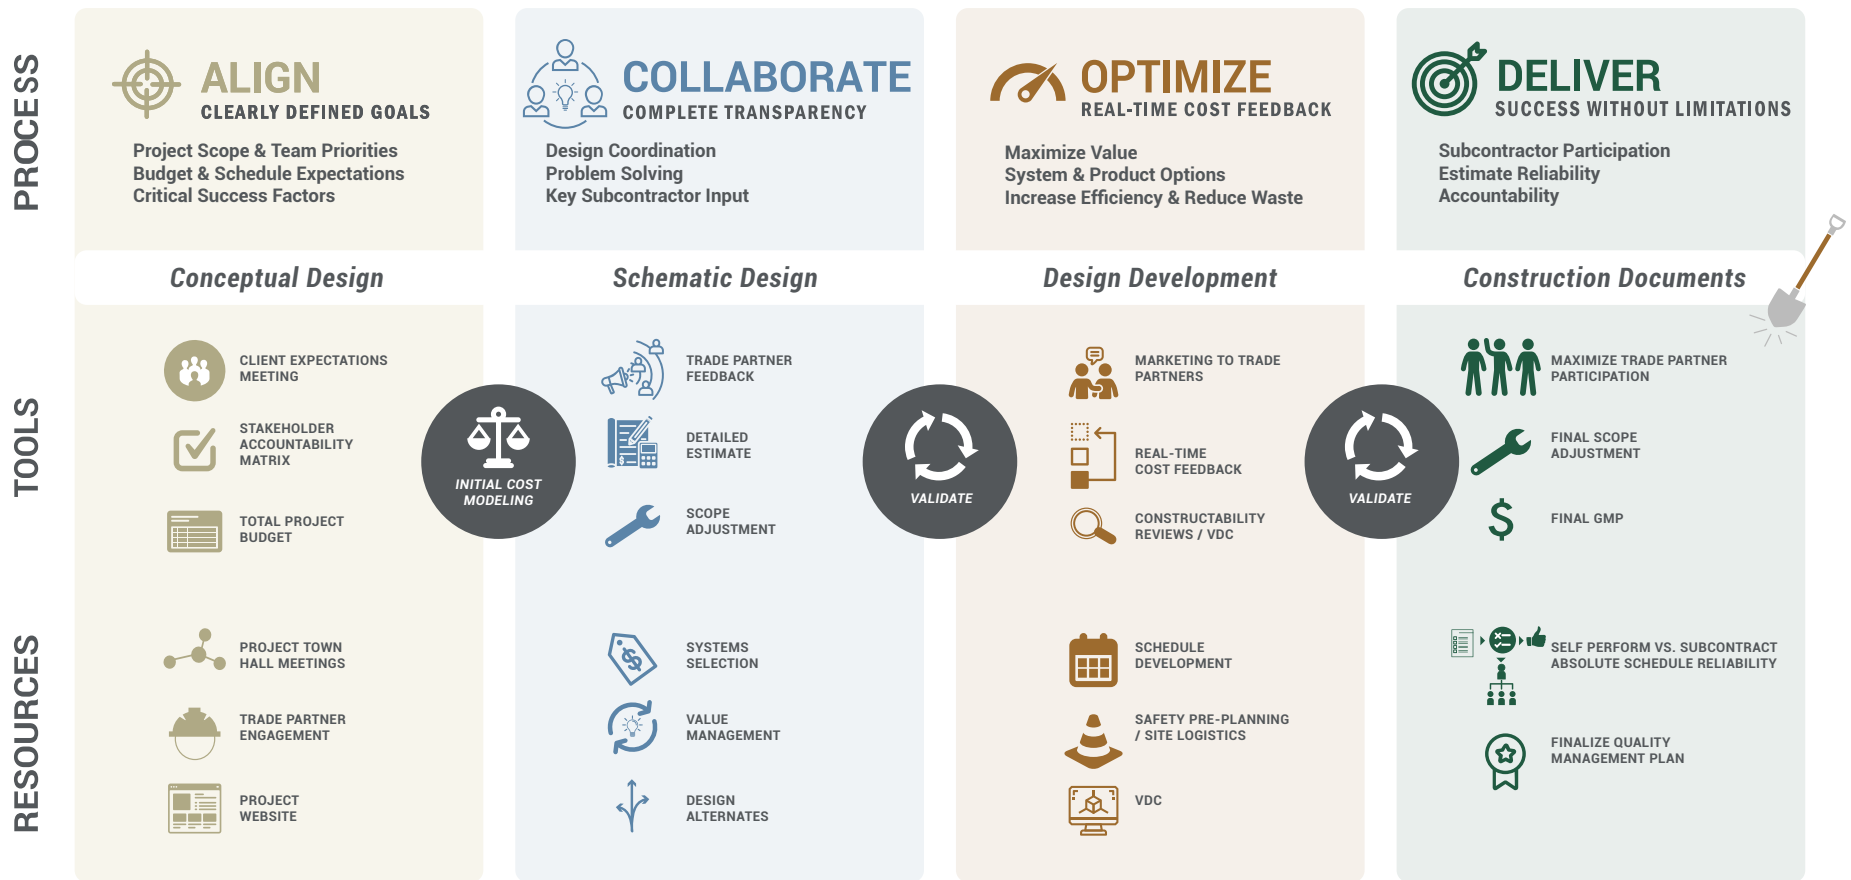 PROCESS
ALIGN
CLEARLY DEFINED GOALS
Project Scope & Team Priorities
Budget & Schedule Expectations
Critical Success Factors
COLLABORATE
COMPLETE TRANSPARENCY
Design Coordination
Problem Solving
Key Subcontractor Input
OPTIMIZE
REAL-TIME COST FEEDBACK
Maximize Value
System & Product Options
Increase Efficiency & Reduce Waste
DELIVER
SUCCESS WITHOUT LIMITATIONS
Subcontractor Participation
Estimate Reliability
Accountability
Conceptual Design
Schematic Design
Design Development
Construction Documents
TOOLS
CLIENT EXPECTATIONS
MEETING
STAKEHOLDER
ACCOUNTABILITY
MATRIX
TOTAL PROJECT
BUDGET
INITIAL COST
MODELING
TRADE PARTNER
FEEDBACK
DETAILED
ESTIMATE
SCOPE
ADJUSTMENT
VALIDATE
MARKETING TO TRADE
PARTNERS
REAL-TIME
COST FEEDBACK
CONSTRUCTABILITY
REVIEWS / VDC
VALIDATE
MAXIMIZE TRADE PARTNER
PARTICIPATION
FINAL SCOPE
ADJUSTMENT
$
FINAL GMP
RESOURCES
PROJECT TOWN
HALL MEETINGS
TRADE PARTNER
ENGAGEMENT
PROJECT
WEBSITE
$
SYSTEMS
SELECTION
VALUE
MANAGEMENT
DESIGN
ALTERNATES
SCHEDULE
DEVELOPMENT
SAFETY PRE-PLANNING
/ SITE LOGISTICS
VDC
SELF PERFORM VS. SUBCONTRACT
ABSOLUTE SCHEDULE RELIABILITY
FINALIZE QUALITY
MANAGEMENT PLAN